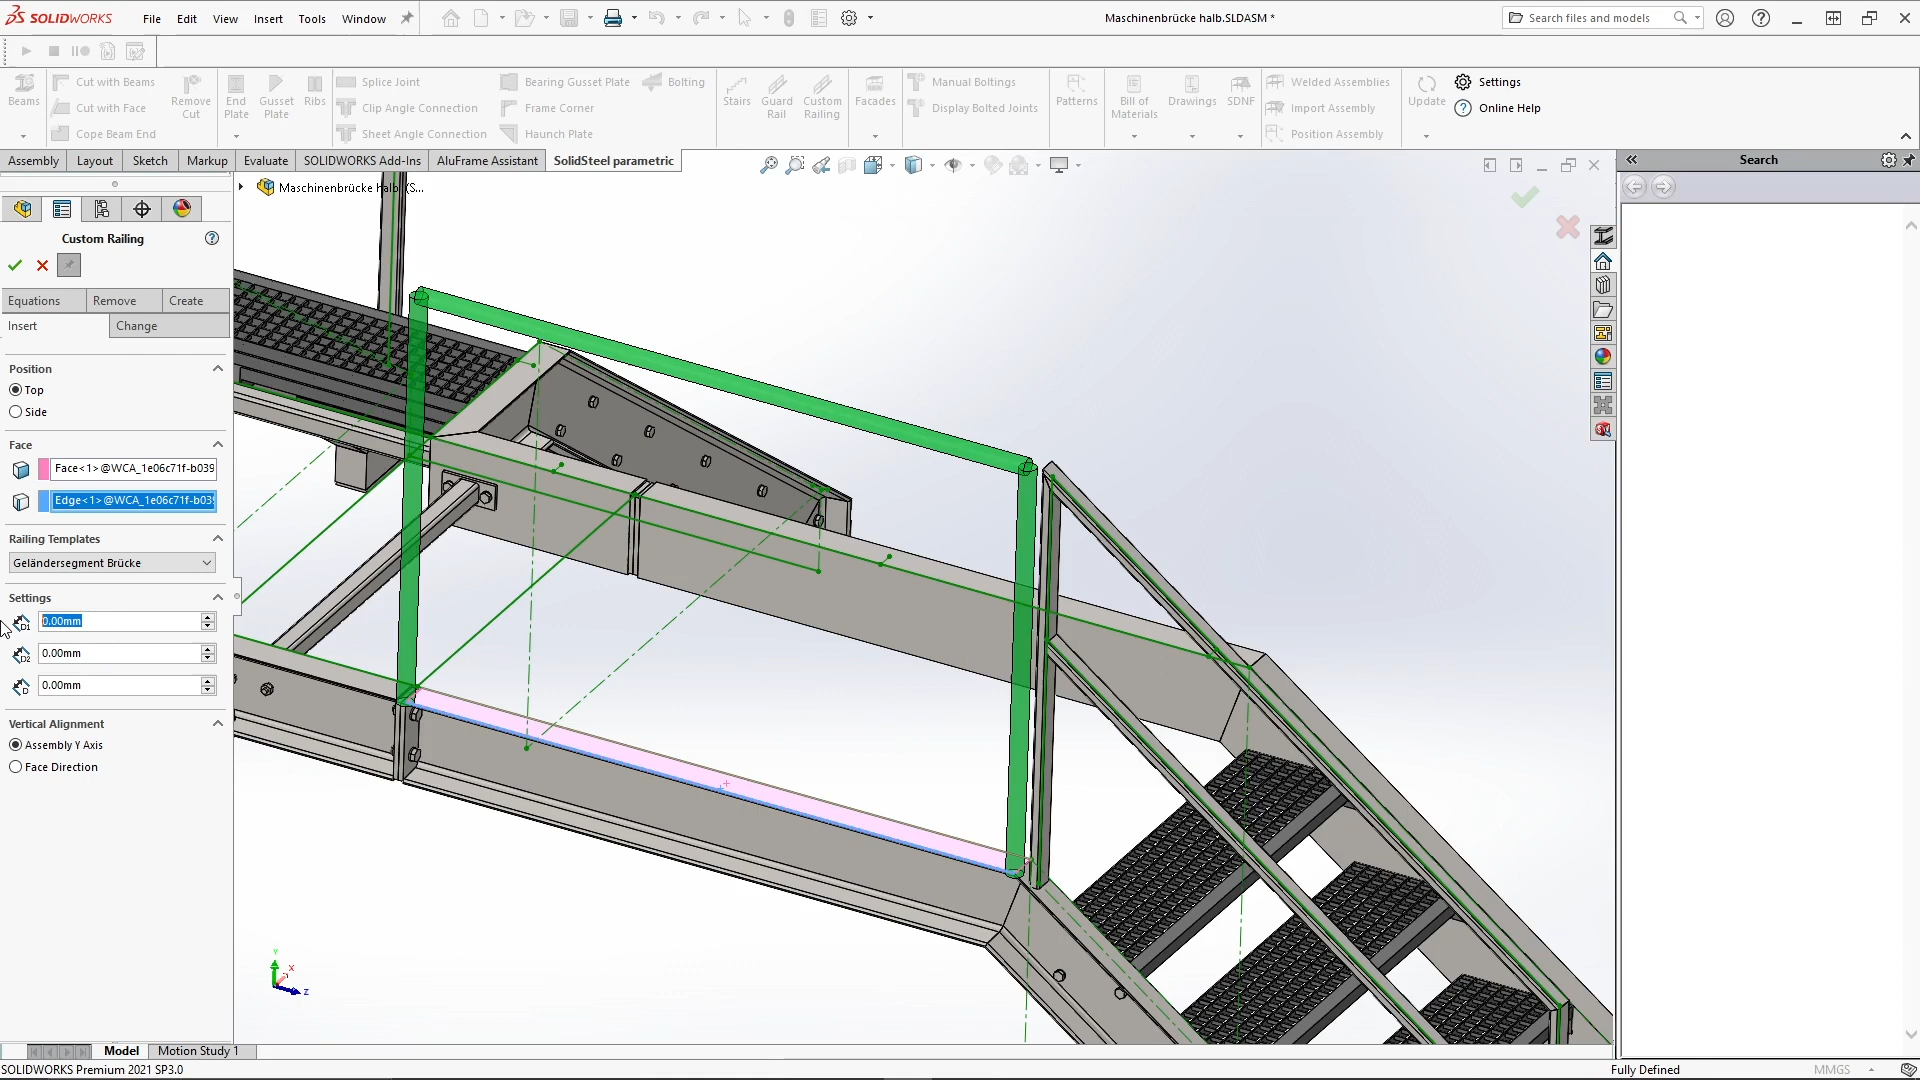 SOLIDWORKS File Edit View Insert Tools Window
Maschinenbrücke halb.SLDASM *
Search files and models
Beams
Cut with Beams
Cut with Face
Cope Beam End
Remove Cut
End Plate
Gusset Plate
Ribs
Splice Joint
Clip Angle Connection
Sheet Angle Connection
Bearing Gusset Plate
Frame Corner
Haunch Plate
Bolting
Stairs
Guard Rail
Custom Railing
Facades
Manual Boltings
Display Bolted Joints
Patterns
Bill of Materials
Drawings
SDNF
Welded Assemblies
Import Assembly
Position Assembly
Update
Settings
Online Help
Assembly Layout Sketch Markup Evaluate SOLIDWORKS Add-Ins AluFrame Assistant SolidSteel parametric
Search
Maschinenbrücke halb (S...
Custom Railing
Equations Remove Create
Insert Change
Position
Top
Side
Face
Face<1>@WCA_1e06c71f-b039
Edge<1>@WCA_1e06c71f-b039
Railing Templates
Geländersegment Brücke
Settings
D1 0.00mm
D2 0.00mm
D 0.00mm
Vertical Alignment
Assembly Y Axis
Face Direction
Y
X
Z
Model Motion Study 1
SOLIDWORKS Premium 2021 SP3.0
Fully Defined
MMGS